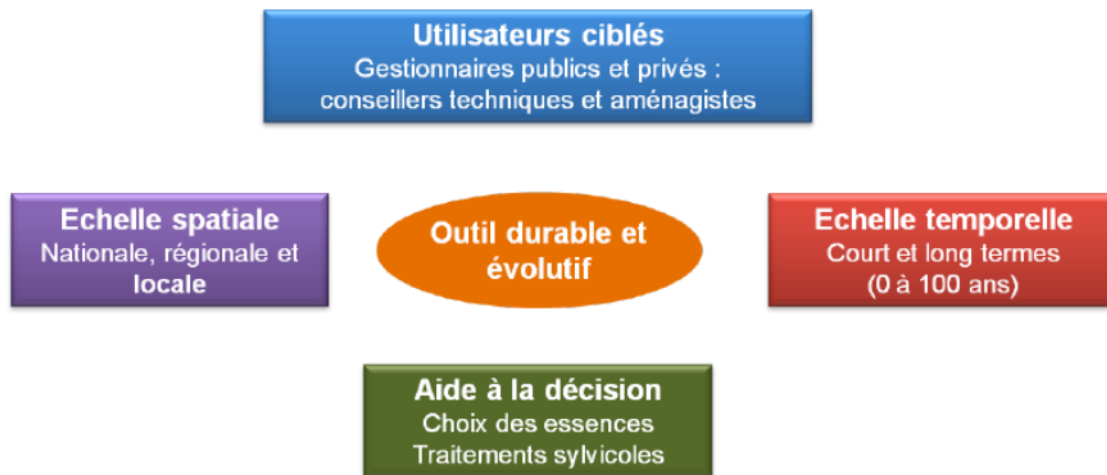 Utilisateurs ciblés
Gestionnaires publics et privés :
conseillers techniques et aménagistes
Echelle spatiale
Nationale, régionale et
locale
Outil durable et
évolutif
Echelle temporelle
Court et long termes
(0 à 100 ans)
Aide à la décision
Choix des essences
Traitements sylvicoles